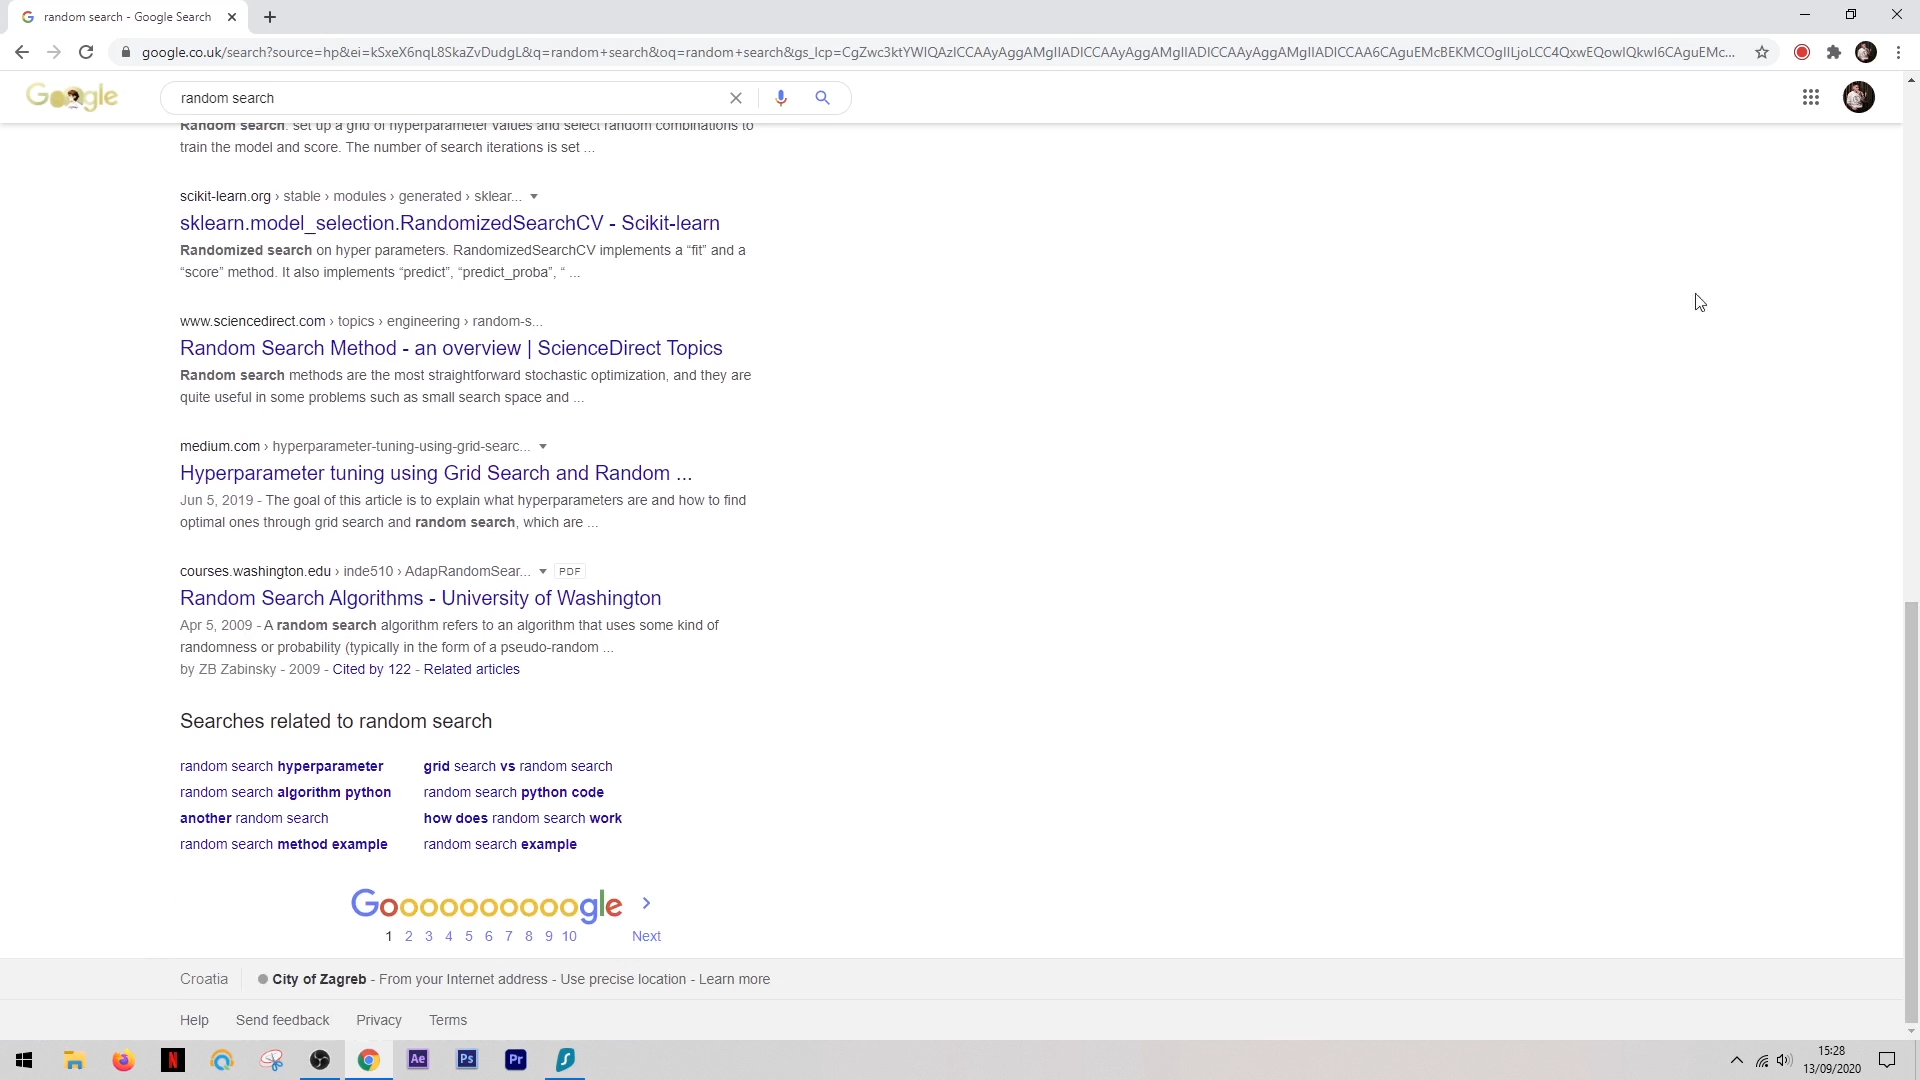 random search - Google Search
google.co.uk/search?source=hp&ei=kSxeX6nqL8SkaZvDudgL&q=random+search&oq=random+search&gs_lcp=
Google
random search
Random search: set up a grid of hyperparameter values and select random combinations to
train the model and score. The number of search iterations is set ...
scikit-learn.org › stable › modules › generated › sklear...
sklearn.model_selection.RandomizedSearchCV - Scikit-learn
Randomized search on hyper parameters. RandomizedSearchCV implements a “fit” and a
“score” method. It also implements “predict”, “predict_proba”, “ ...
www.sciencedirect.com › topics › engineering › random-s...
Random Search Method - an overview | ScienceDirect Topics
Random search methods are the most straightforward stochastic optimization, and they are
quite useful in some problems such as small search space and ...
medium.com › hyperparameter-tuning-using-grid-searc...
Hyperparameter tuning using Grid Search and Random ...
Jun 5, 2019 - The goal of this article is to explain what hyperparameters are and how to find
optimal ones through grid search and random search, which are ...
courses.washington.edu › inde510 › AdapRandomSear... PDF
Random Search Algorithms - University of Washington
Apr 5, 2009 - A random search algorithm refers to an algorithm that uses some kind of
randomness or probability (typically in the form of a pseudo-random ...
by ZB Zabinsky - 2009 - Cited by 122 - Related articles
Searches related to random search
random search hyperparameter grid search vs random search
random search algorithm python random search python code
another random search how does random search work
random search method example random search example
Goooooooooogle
1 2 3 4 5 6 7 8 9 10 Next
Croatia City of Zagreb - From your Internet address - Use precise location - Learn more
Help Send feedback Privacy Terms
N Ae Ps Pr
15:28
13/09/2020